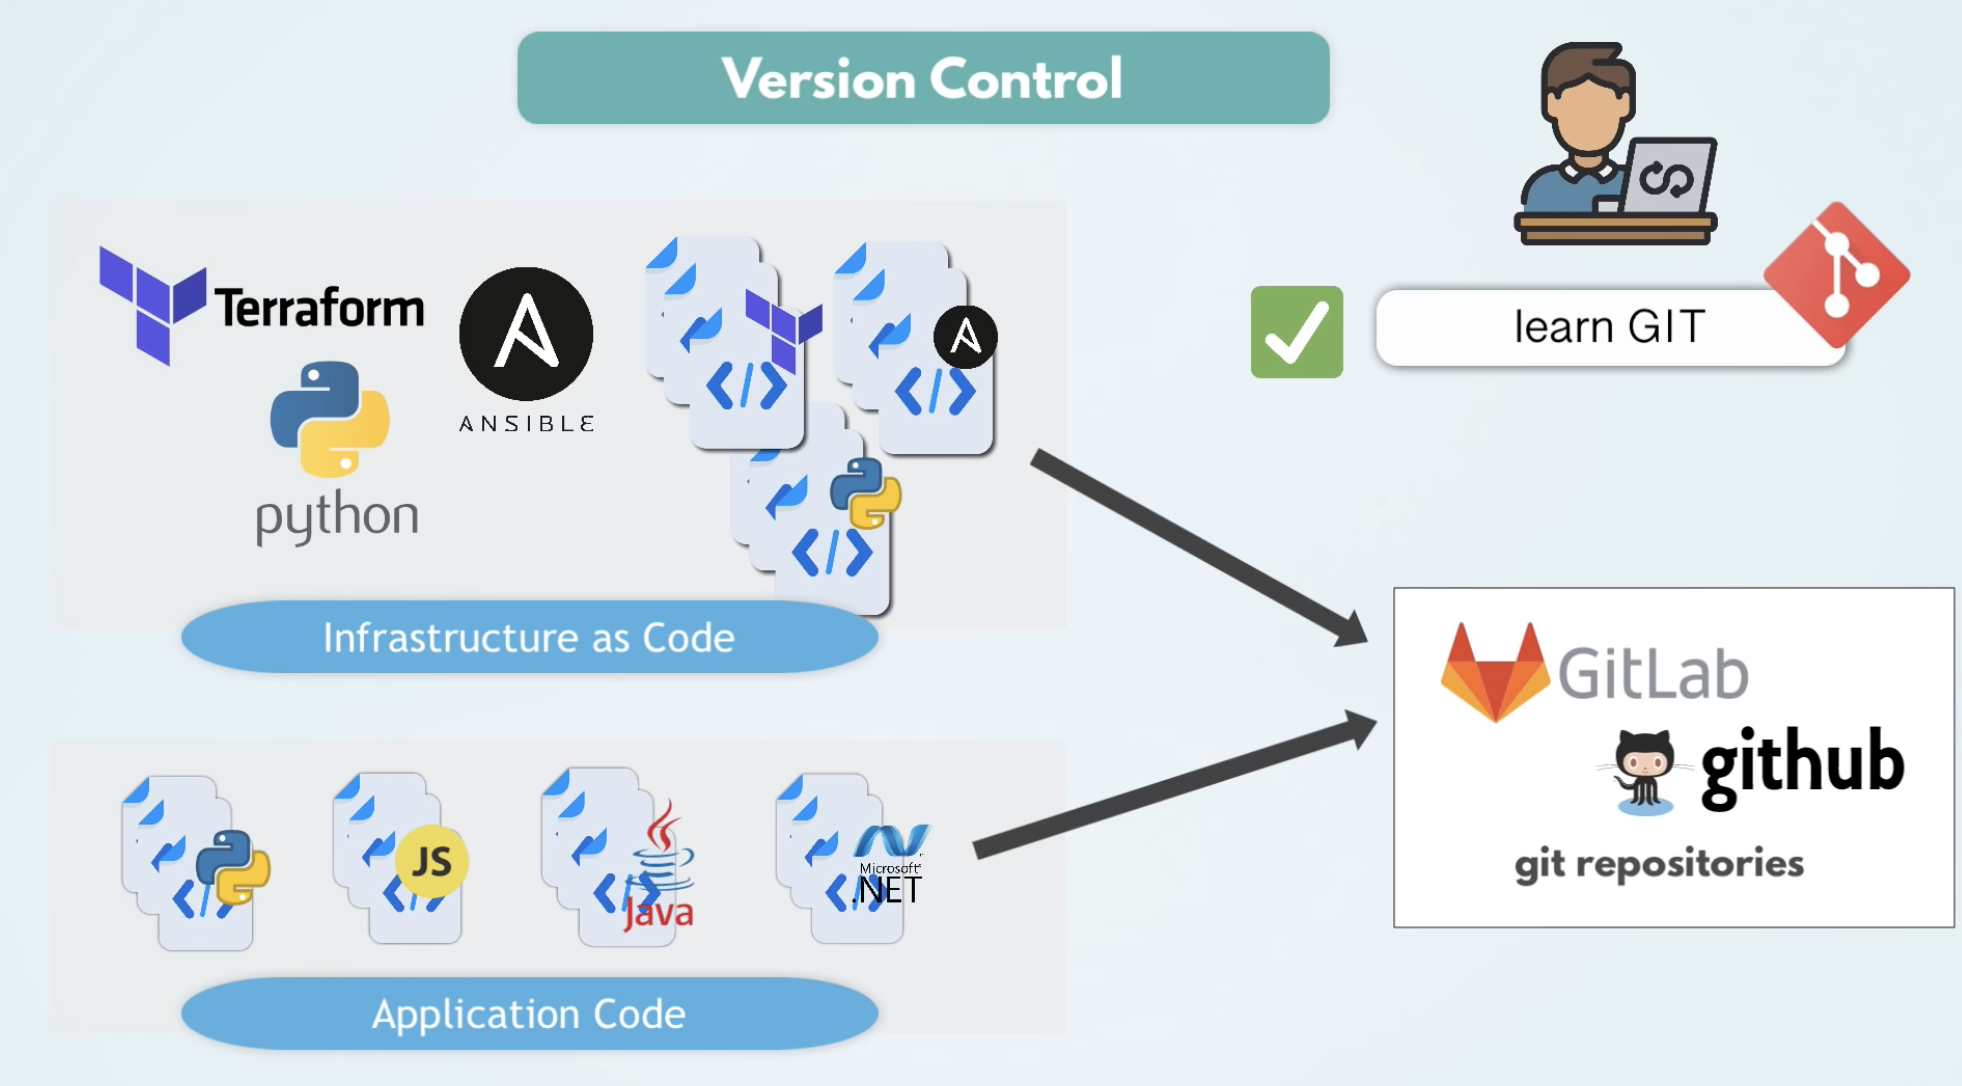 Version Control
Terraform
ANSIBLE
python
Infrastructure as Code
learn GIT
JS
Java
Microsoft
.NET
Application Code
GitLab
github
git repositories